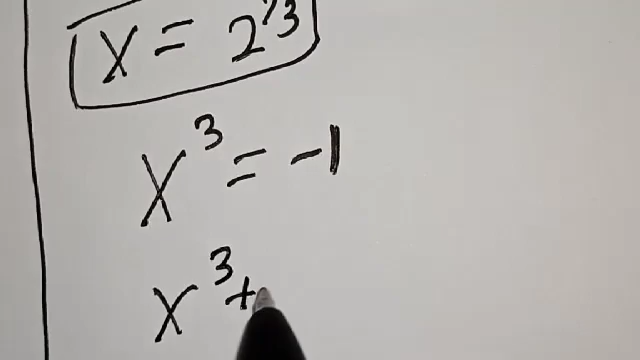 x = 2^1/3
x^3 = -1
x^3 +